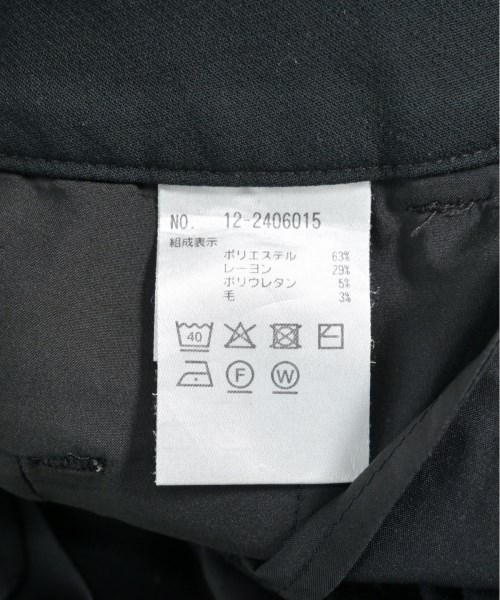 NO. 12-2406015
組成表示
ポリエステル 63%
レーヨン 29%
ポリウレタン 5%
毛 3%
40
F W